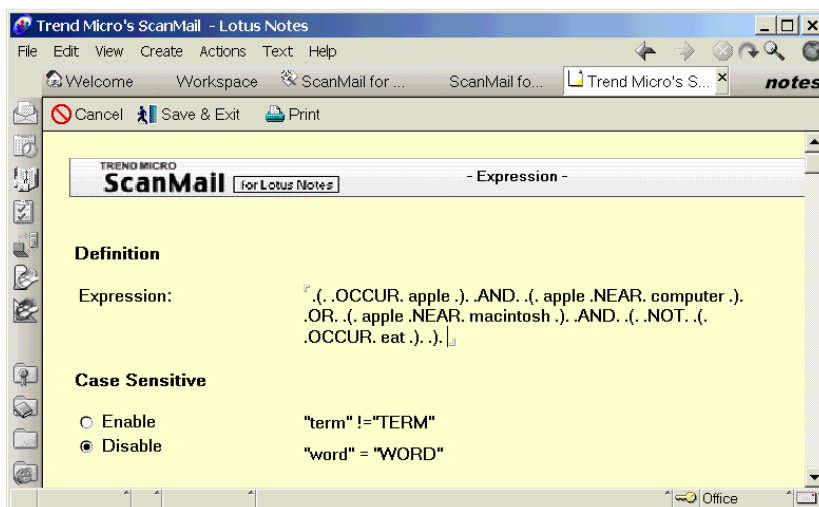 Trend Micro's ScanMail - Lotus Notes
File Edit View Create Actions Text Help
Welcome Workspace ScanMail for ... ScanMail fo... Trend Micro's S... notes
Cancel Save & Exit Print
TREND MICRO
ScanMail for Lotus Notes - Expression -
Definition
Expression: .(. .OCCUR. apple .). .AND. .(. apple .NEAR. computer .).
.OR. .(. apple .NEAR. macintosh .). .AND. .(. .NOT. .(.
.OCCUR. eat .). .).
Case Sensitive
Enable "term" !="TERM"
Disable "word" = "WORD"
Office